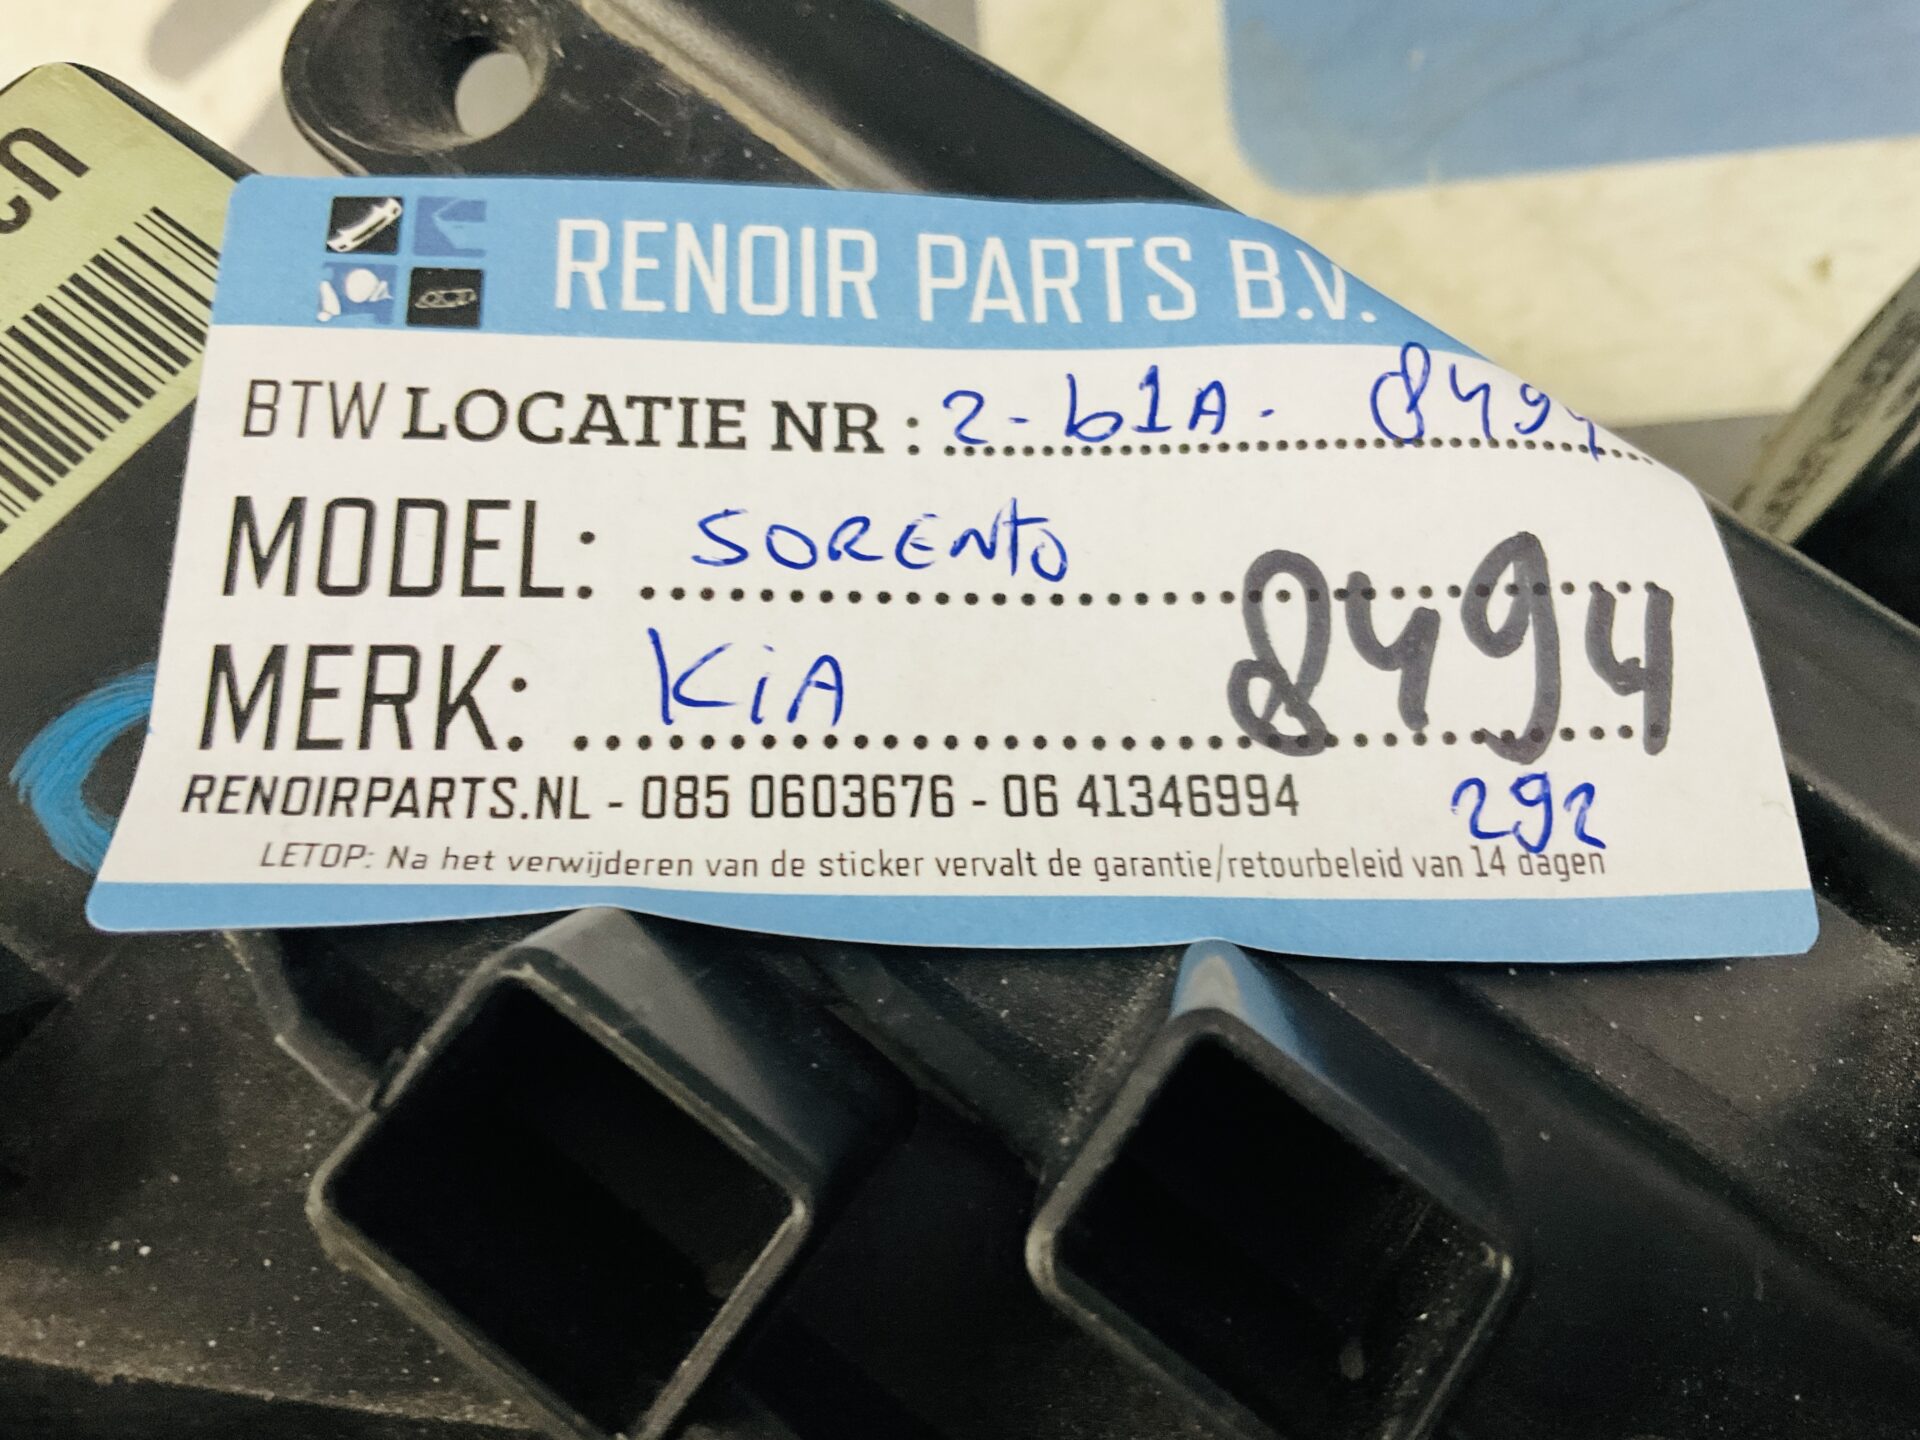 RENOIR PARTS B.V.
BTW LOCATIE NR : 2-b1A. 8494
MODEL: SORENTO
MERK: KiA
8494
RENOIRPARTS.NL - 085 0603676 - 06 41346994
292
LETOP: Na het verwijderen van de sticker vervalt de garantie/retourbeleid van 14 dagen